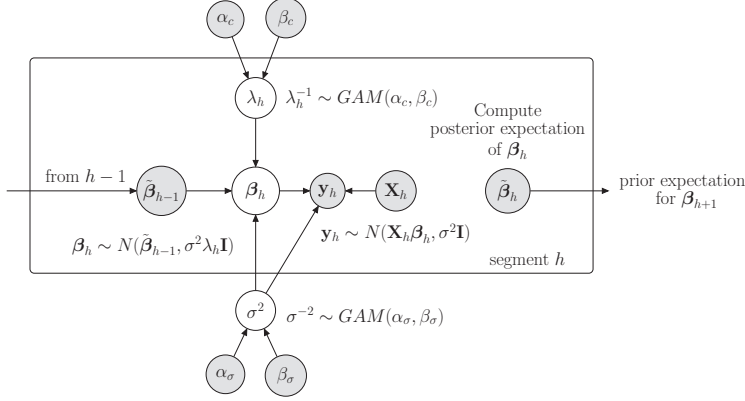 α_c β_c
λ_h λ_h^{-1} ∼ GAM(α_c, β_c)
Compute
posterior expectation
of β_h
from h − 1
β̃_{h−1} β_h y_h X_h β̃_h
prior expectation
for β_{h+1}
β_h ∼ N(β̃_{h−1}, σ²λ_h I)
y_h ∼ N(X_h β_h, σ² I)
segment h
σ² σ^{−2} ∼ GAM(α_σ, β_σ)
α_σ β_σ